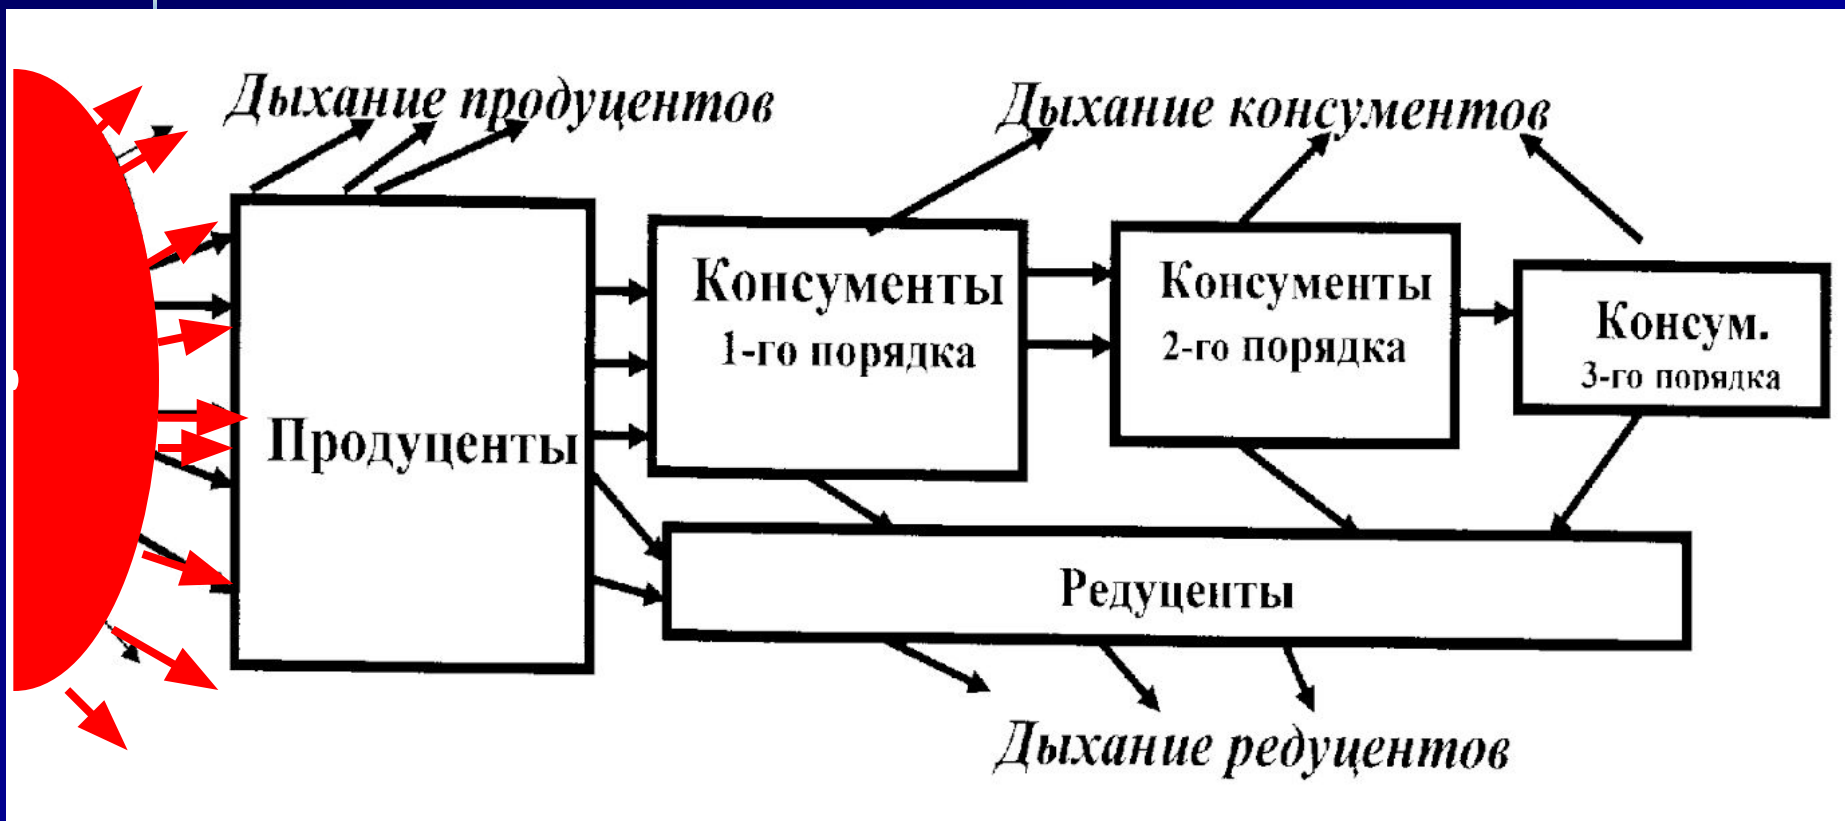 Дыхание продуцентов
Дыхание консументов
Продуценты
Консументы
1-го порядка
Консументы
2-го порядка
Консум.
3-го порядка
Редуценты
Дыхание редуцентов